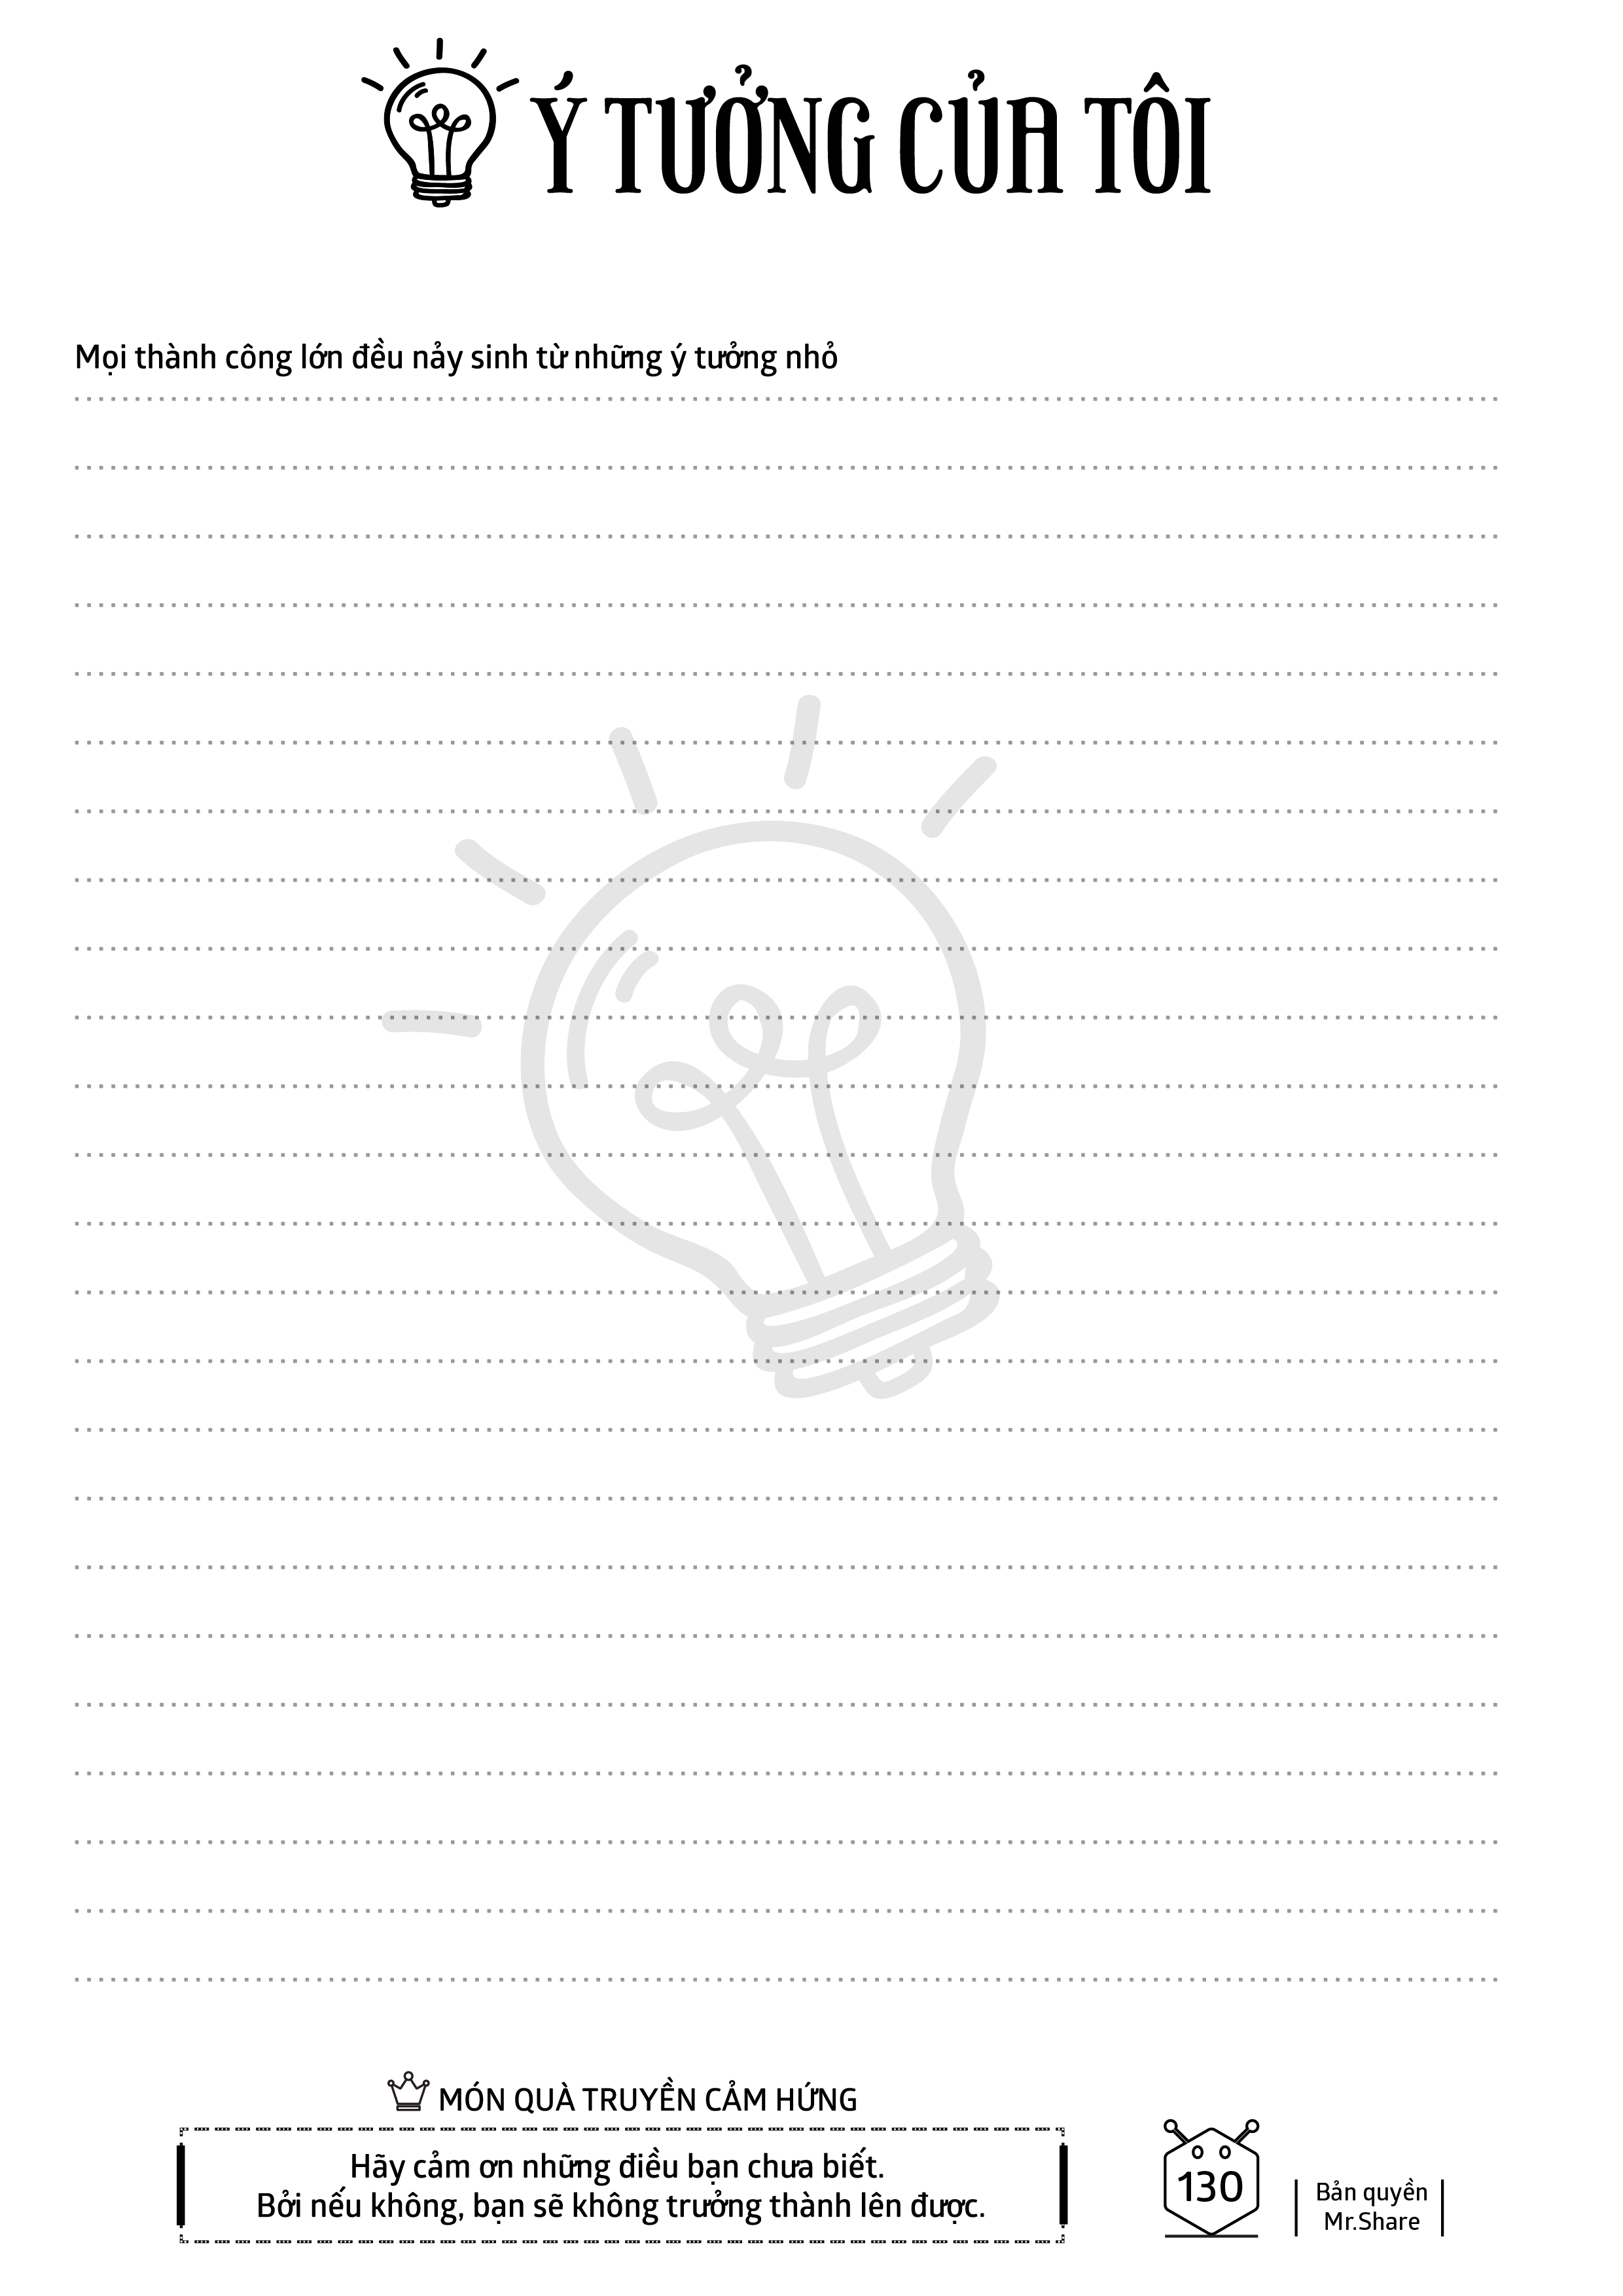 Ý TƯỞNG CỦA TÔI
Mọi thành công lớn đều nảy sinh từ những ý tưởng nhỏ
MÓN QUÀ TRUYỀN CẢM HỨNG
Hãy cảm ơn những điều bạn chưa biết.
Bởi nếu không, bạn sẽ không trưởng thành lên được.
130
Bản quyền
Mr.Share